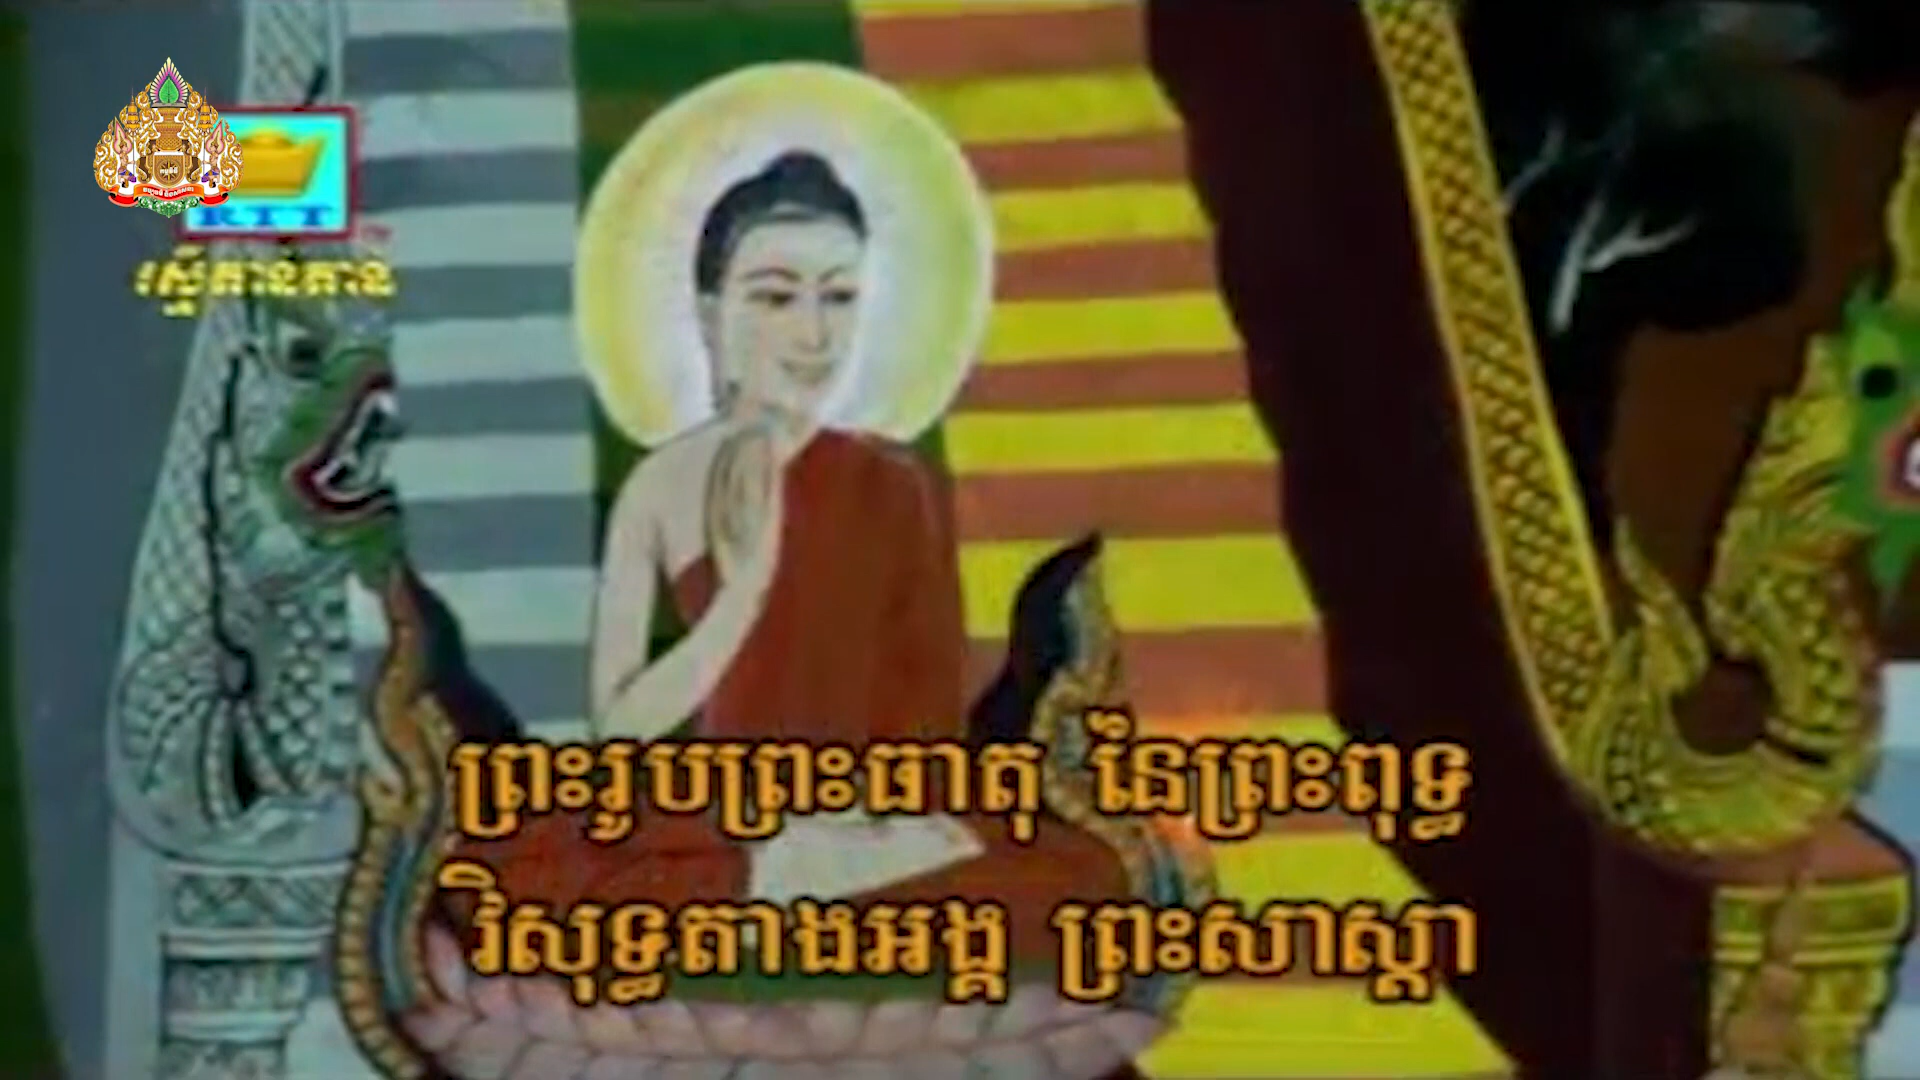 RTT
ព្រះរូបព្រះធាតុ នៃព្រះពុទ្ធ
វិសុទ្ធតាងអង្គ ព្រះសាស្តា